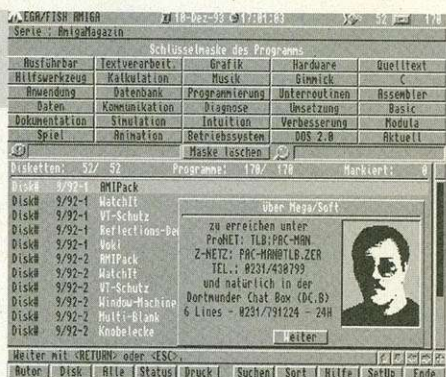 MEGA/FISH AMIGA 10-Dez-93 17:01:03 52 170
Serie : AmigaMagazin
Schlüsselmaske des Programms
Ausführbar Textverarbeit. Grafik Hardware Quelltext
Hilfswerkzeug Kalkulation Musik Gimmick C
Anwendung Datenbank Programmierung Unterroutinen Assembler
Daten Kommunikation Diagnose Umsetzung Basic
Dokumentation Simulation Intuition Verbesserung Modula
Spiel Animation Betriebssystem DOS 2.0 Aktuell
Maske löschen
Disketten: 52/ 52 Programme: 170/ 170 Markiert: 0
Disk# 9/92-1 AMIPack
Disk# 9/92-1 WatchIt
Disk# 9/92-1 VT-Schutz
Disk# 9/92-1 Reflections-De
Disk# 9/92-1 Voki
Disk# 9/92-2 AMIPack
Disk# 9/92-2 WatchIt
Disk# 9/92-2 VT-Schutz
Disk# 9/92-2 Window-Machine
Disk# 9/92-2 Multi-Blank
Disk# 9/92-2 Knobelecke
über Mega/Soft
zu erreichen unter
ProNET: TLB:PAC-MAN
Z-NETZ: PAC-MAN@TLB.ZER
TEL.: 0231/430799
und natürlich in der
Dortmunder Chat Box (DC.B)
6 Lines - 0231/791224 - 24H
Weiter
Weiter mit <RETURN> oder <ESC>.
Autor Disk Alle Status Druck Suchen Sort Hilfe SetUp Ende